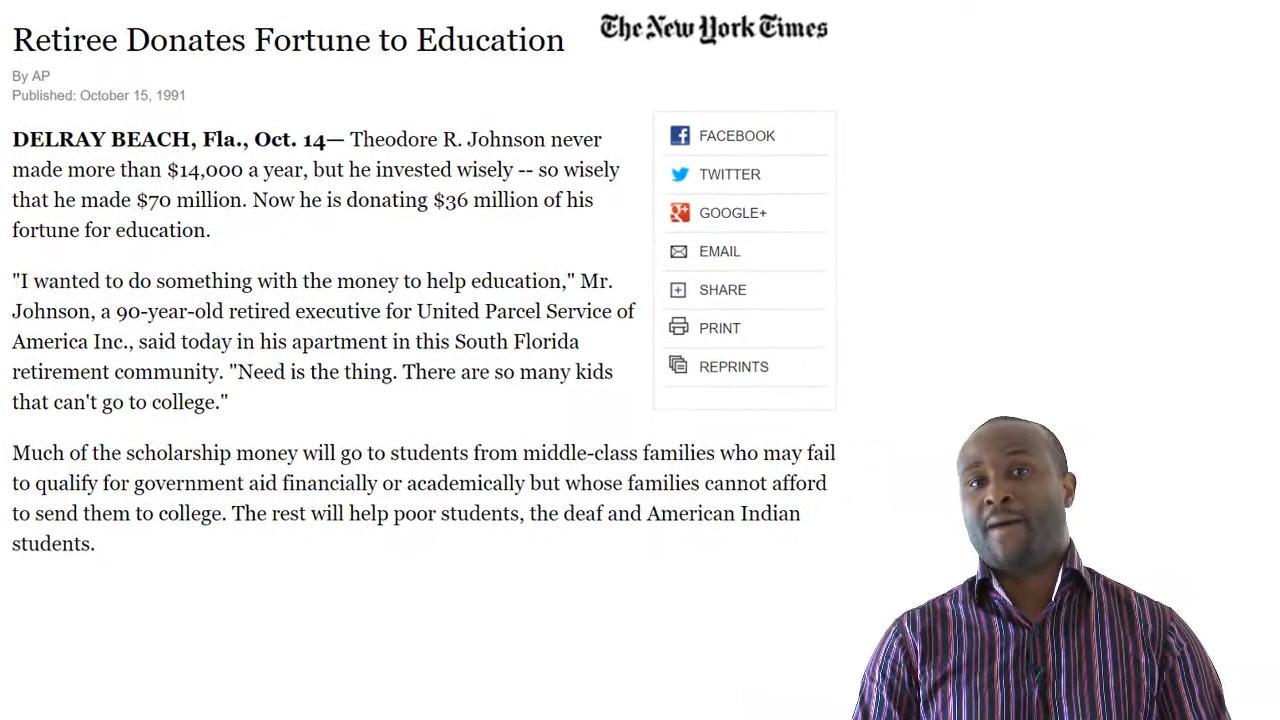 Retiree Donates Fortune to Education
The New York Times
By AP
Published: October 15, 1991
DELRAY BEACH, Fla., Oct. 14— Theodore R. Johnson never
made more than $14,000 a year, but he invested wisely -- so wisely
that he made $70 million. Now he is donating $36 million of his
fortune for education.
"I wanted to do something with the money to help education," Mr.
Johnson, a 90-year-old retired executive for United Parcel Service of
America Inc., said today in his apartment in this South Florida
retirement community. "Need is the thing. There are so many kids
that can't go to college."
FACEBOOK
TWITTER
GOOGLE+
EMAIL
SHARE
PRINT
REPRINTS
Much of the scholarship money will go to students from middle-class families who may fail
to qualify for government aid financially or academically but whose families cannot afford
to send them to college. The rest will help poor students, the deaf and American Indian
students.